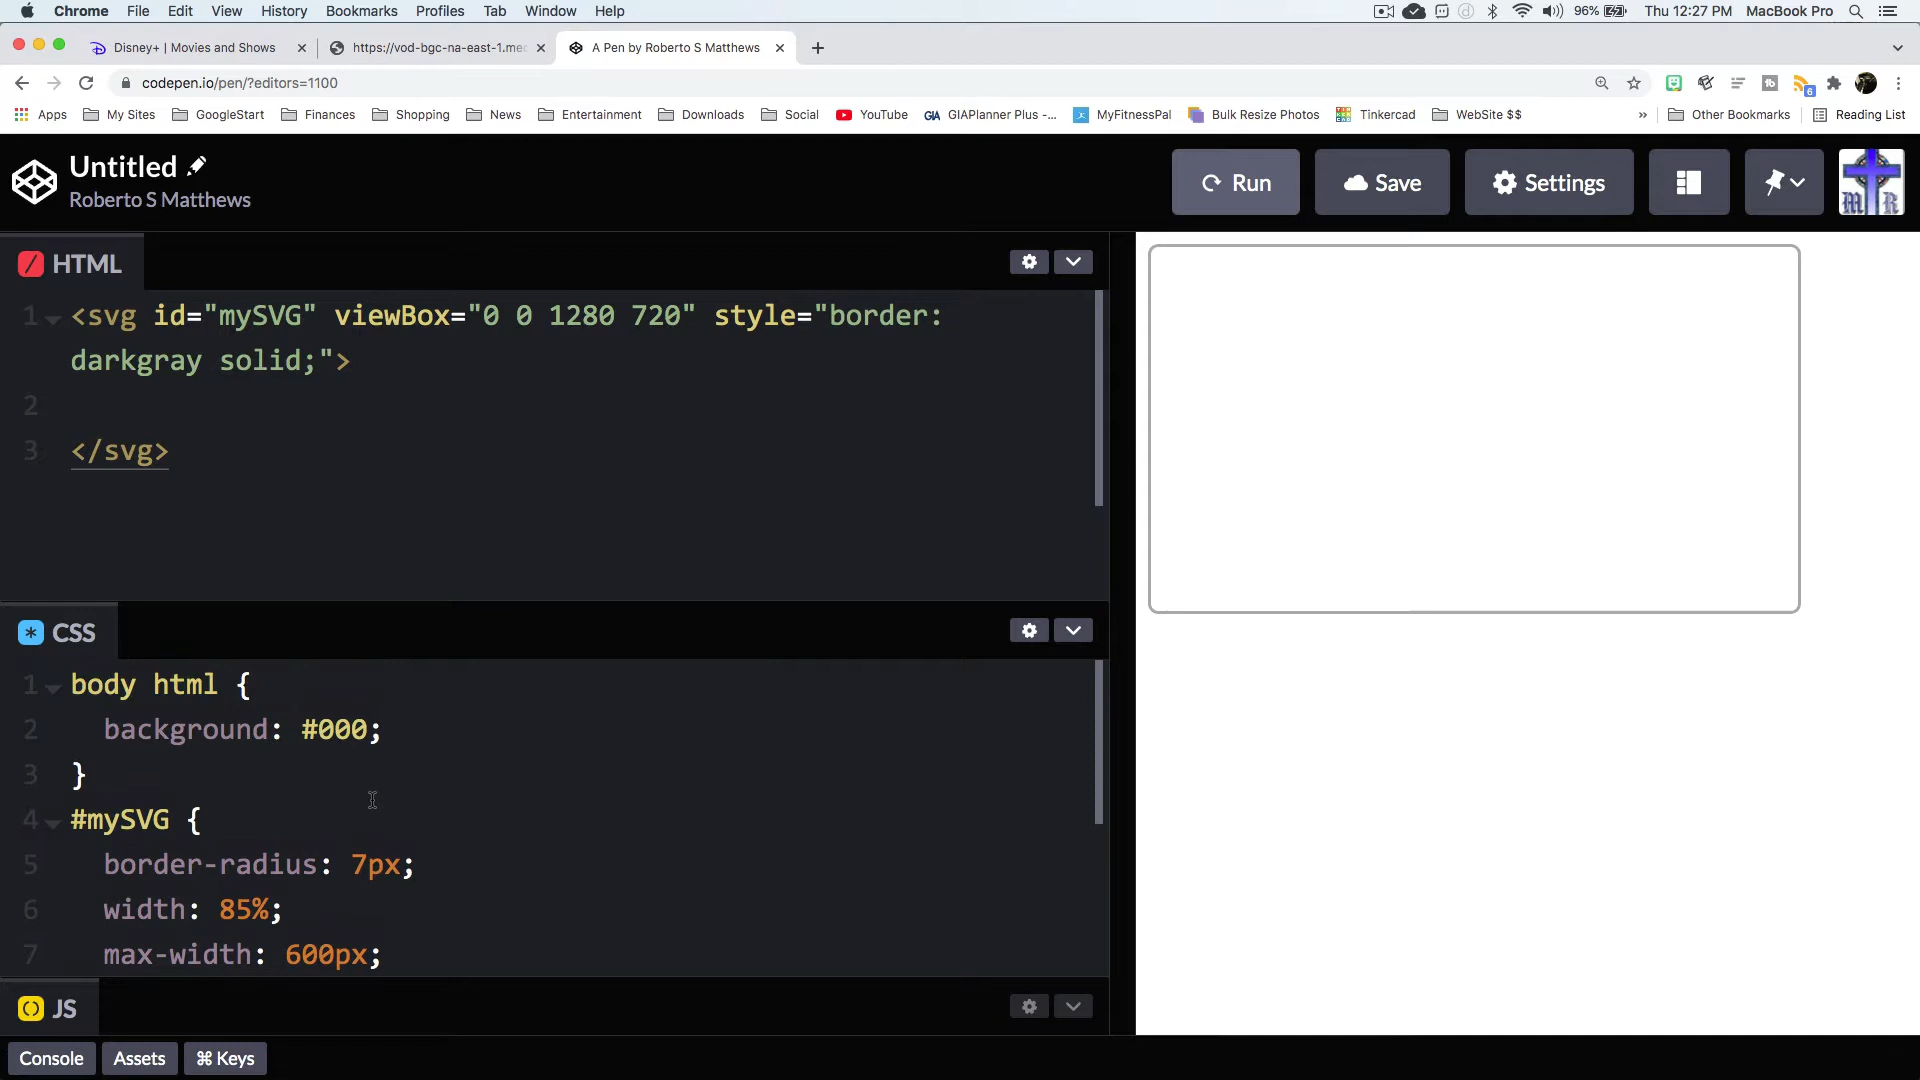 Chrome File Edit View History Bookmarks Profiles Tab Window Help 96% Thu 12:27 PM MacBook Pro
Disney+ | Movies and Shows https://vod-bgc-na-east-1.med A Pen by Roberto S Matthews
codepen.io/pen/?editors=1100 6
Apps My Sites GoogleStart Finances Shopping News Entertainment Downloads Social YouTube GIAPlanner Plus -... MyFitnessPal Bulk Resize Photos Tinkercad WebSite $$ » Other Bookmarks Reading List
Untitled
Roberto S Matthews
Run Save Settings
M R
HTML
1 <svg id="mySVG" viewBox="0 0 1280 720" style="border:
darkgray solid;">
2
3 </svg>
CSS
1 body html {
2 background: #000;
3 }
4 #mySVG {
5 border-radius: 7px;
6 width: 85%;
7 max-width: 600px;
JS
Console Assets ⌘ Keys